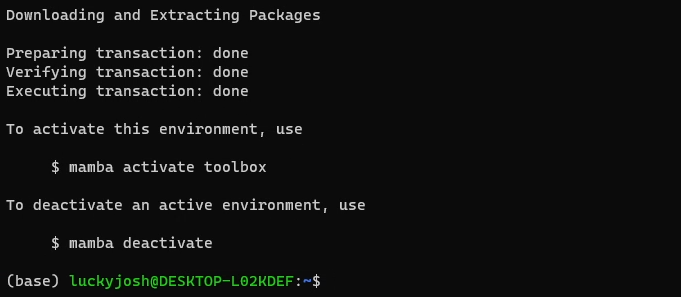 Downloading and Extracting Packages
Preparing transaction: done
Verifying transaction: done
Executing transaction: done
To activate this environment, use
$ mamba activate toolbox
To deactivate an active environment, use
$ mamba deactivate
(base) luckyjosh@DESKTOP-L02KDEF:~$